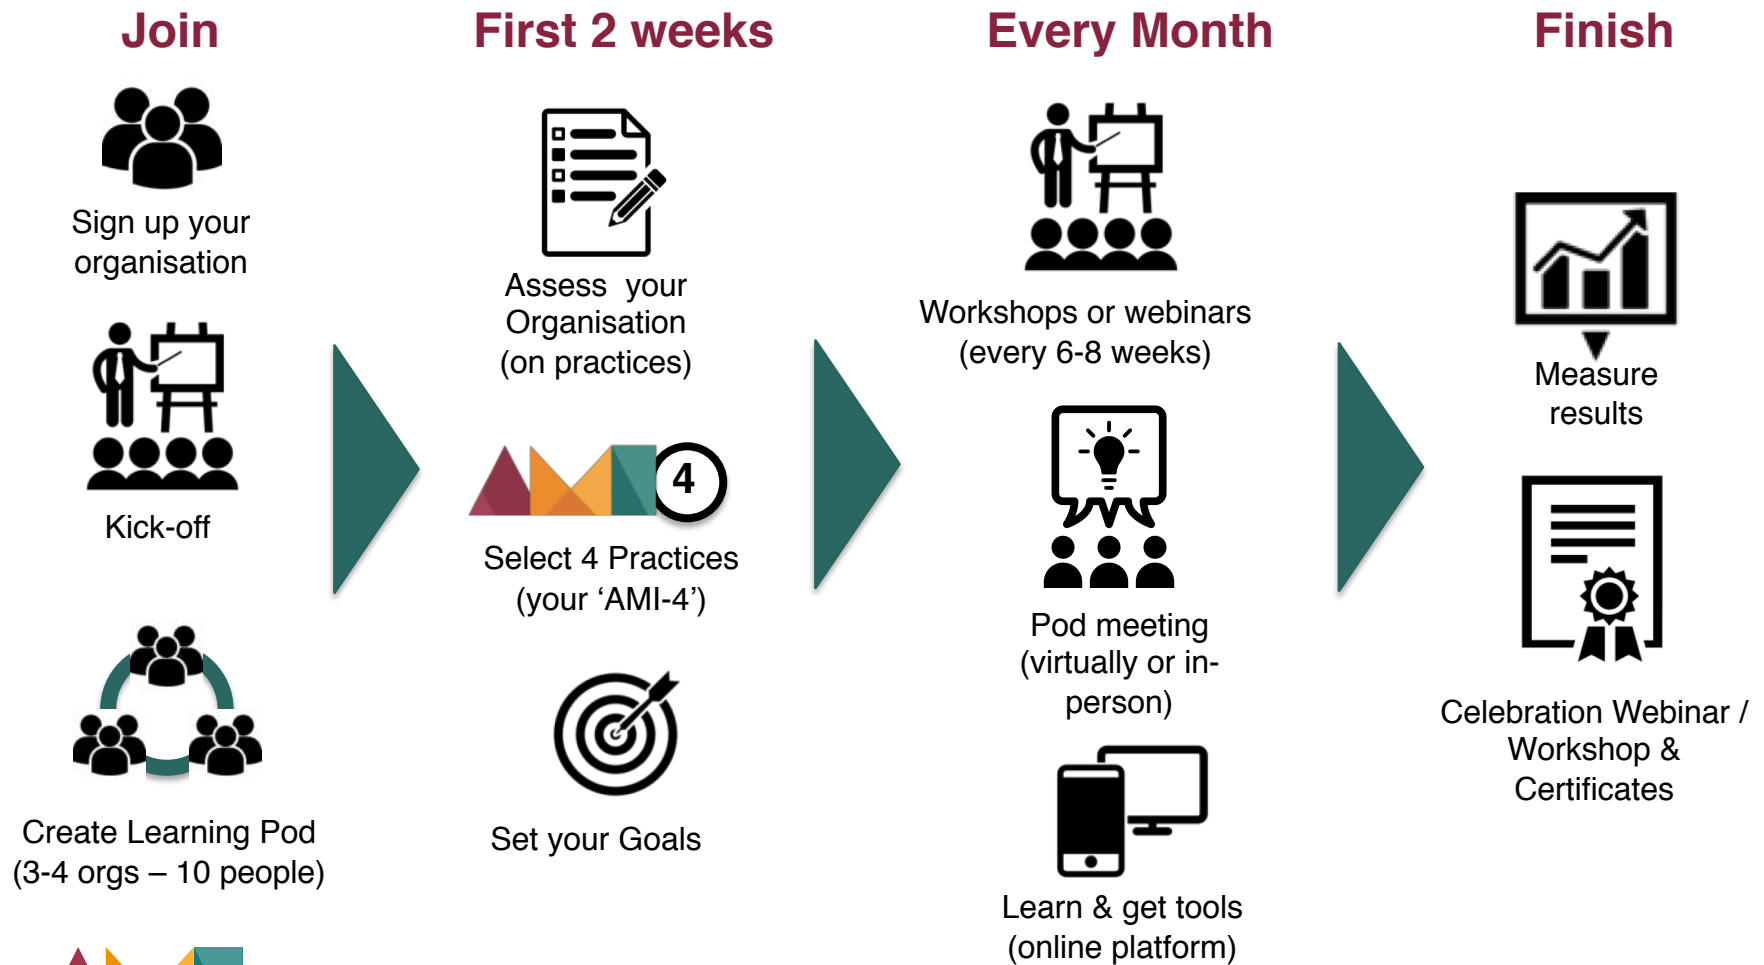 Join
Sign up your
organisation
Kick-off
Create Learning Pod
(3-4 orgs – 10 people)
First 2 weeks
Assess  your
Organisation
(on practices)
4
Select 4 Practices
(your ‘AMI-4’)
Set your Goals
Every Month
Workshops or webinars
(every 6-8 weeks)
Pod meeting
(virtually or in-
person)
Learn & get tools
(online platform)
Finish
Measure
results
Celebration Webinar /
Workshop &
Certificates